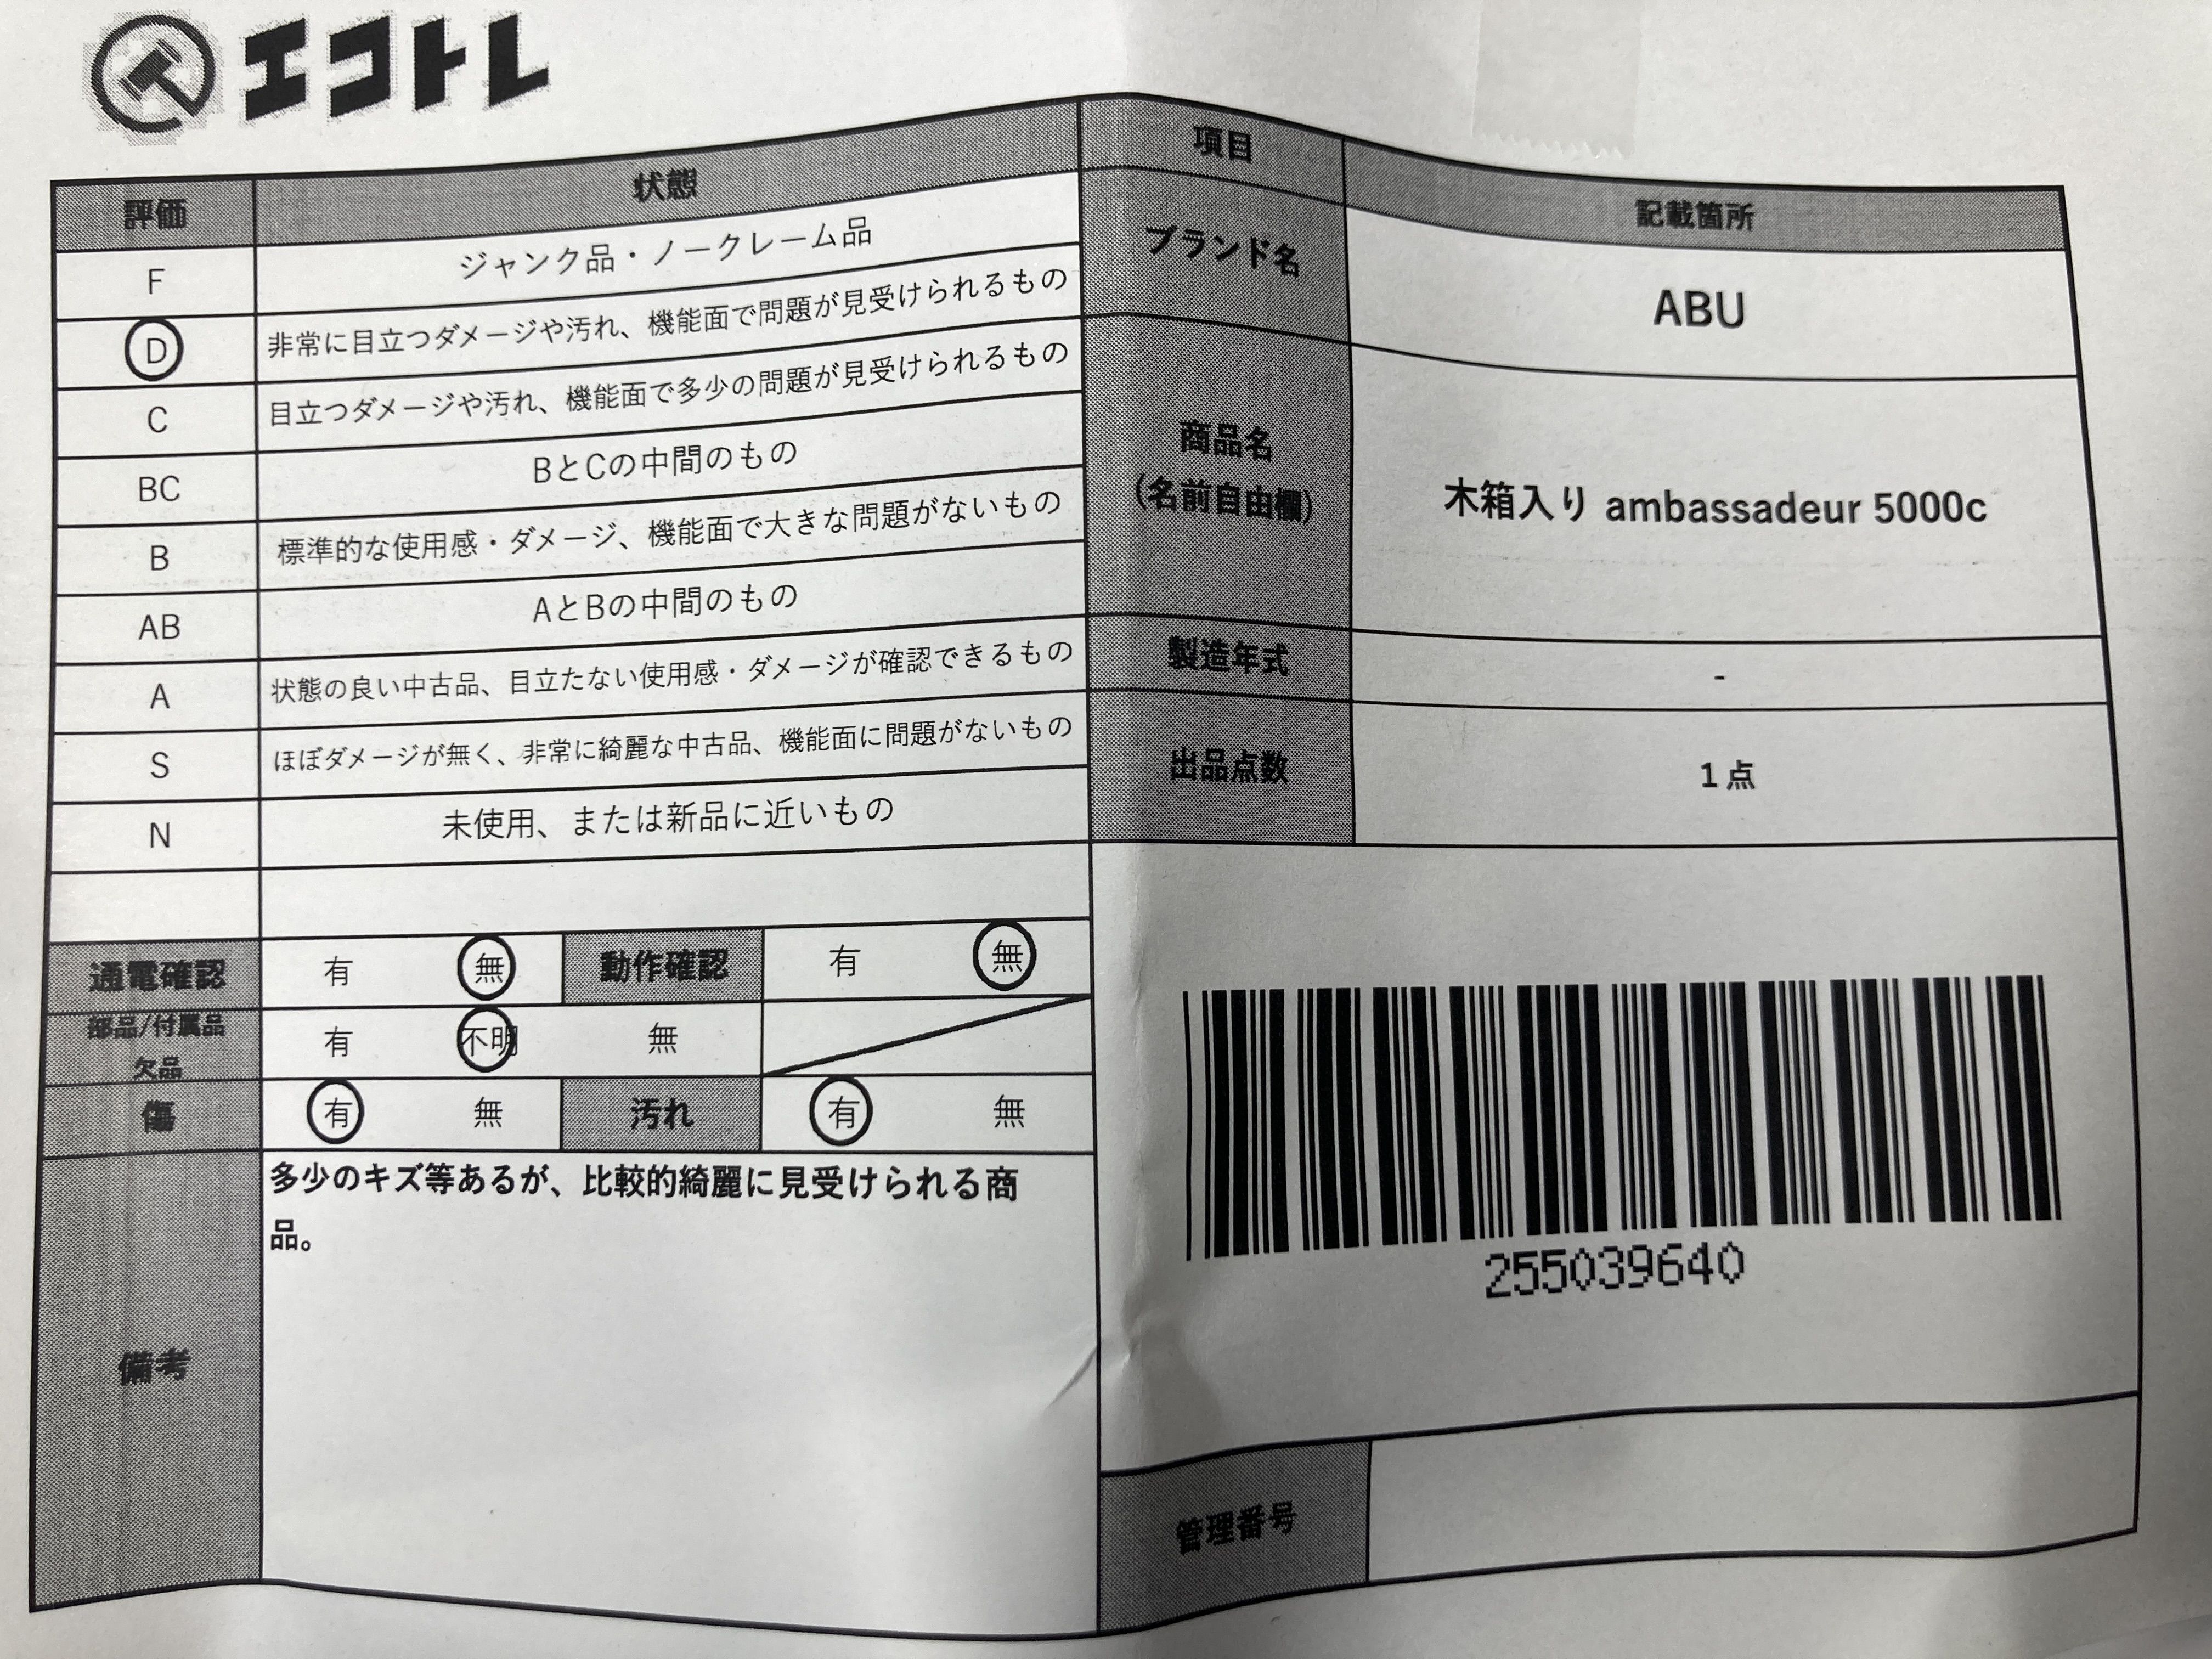 エコトレ
評価 状態
F ジャンク品・ノークレーム品
D 非常に目立つダメージや汚れ、機能面で問題が見受けられるもの
C 目立つダメージや汚れ、機能面で多少の問題が見受けられるもの
BC BとCの中間のもの
B 標準的な使用感・ダメージ、機能面で大きな問題がないもの
AB AとBの中間のもの
A 状態の良い中古品、目立たない使用感・ダメージが確認できるもの
S ほぼダメージが無く、非常に綺麗な中古品、機能面に問題がないもの
N 未使用、または新品に近いもの
通電確認 有 無 動作確認 有 無
部品/付属品
欠品 有 不明 無
傷 有 無 汚れ 有 無
備考
多少のキズ等あるが、比較的綺麗に見受けられる商
品。
項目 記載箇所
ブランド名 ABU
商品名
(名前自由欄)
木箱入り ambassadeur 5000c
製造年式 -
出品点数 1点
255039640
管理番号